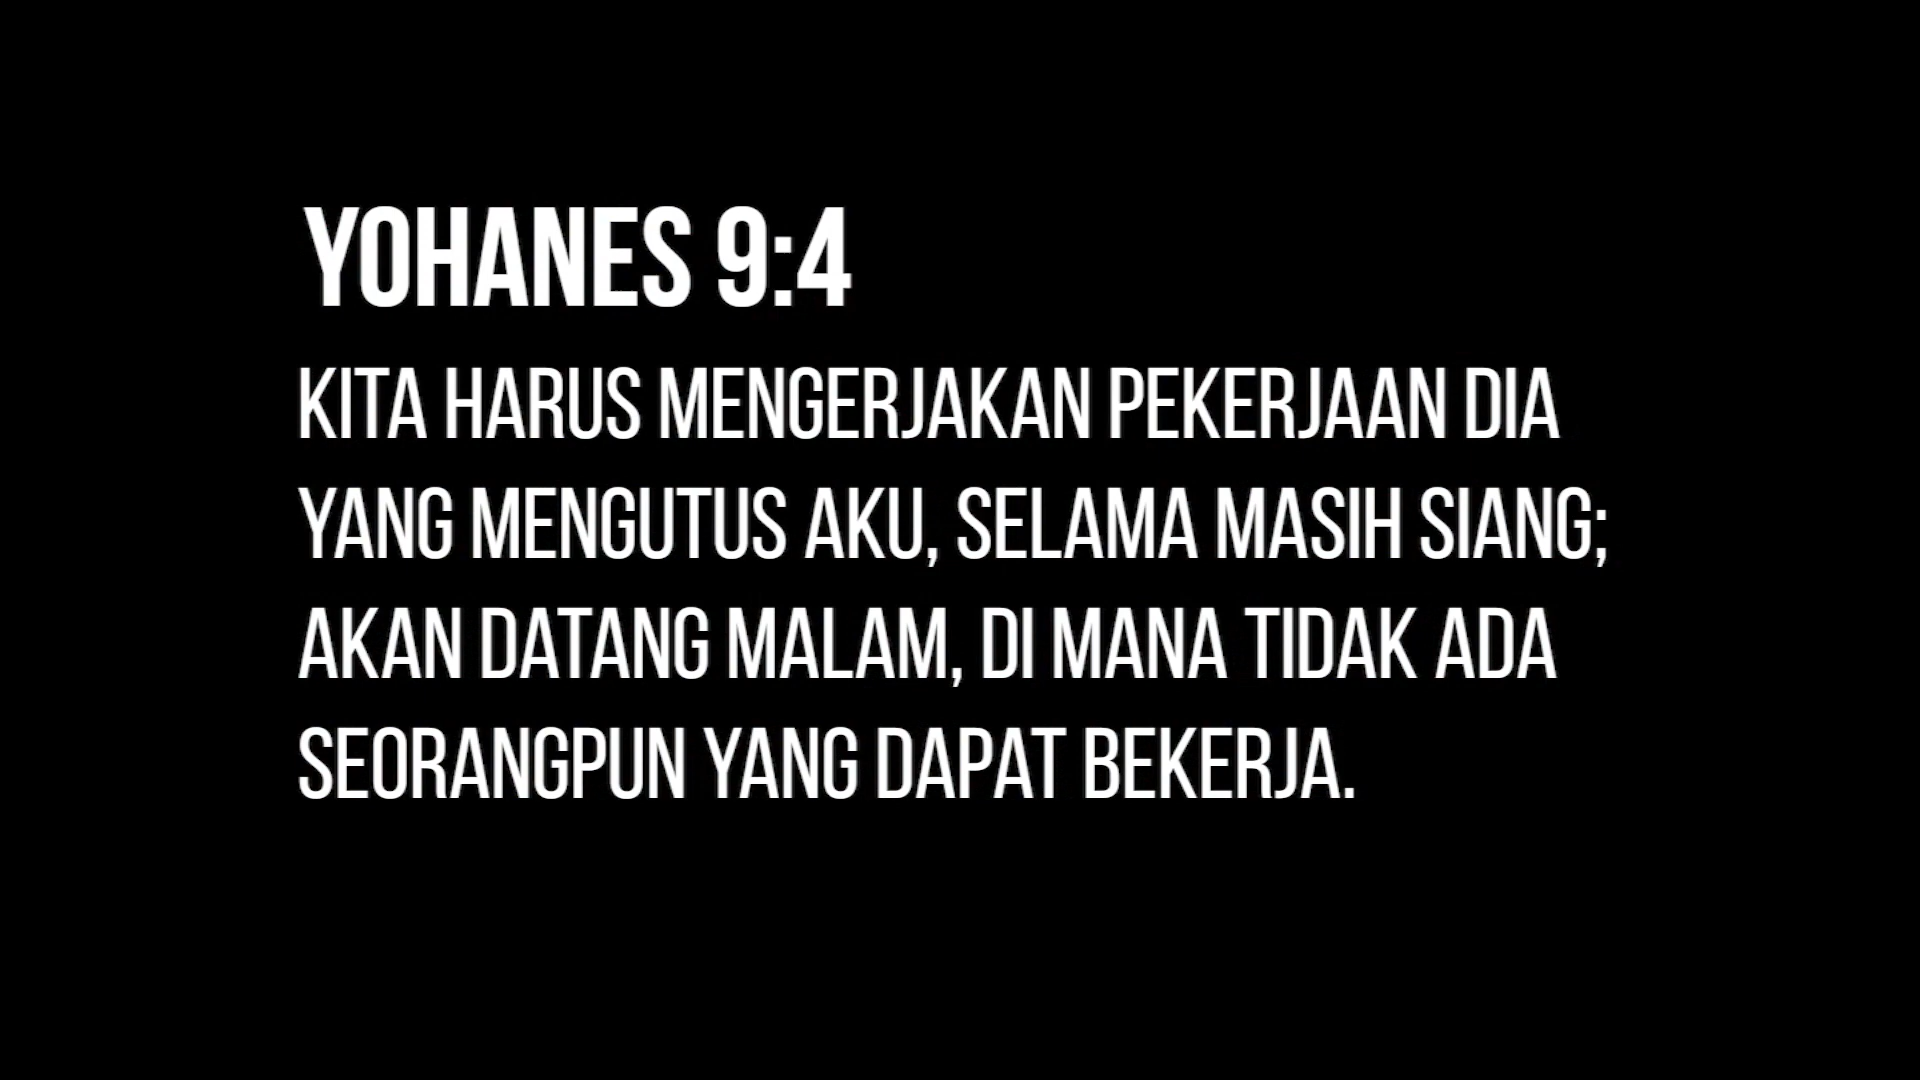 YOHANES 9:4
KITA HARUS MENGERJAKAN PEKERJAAN DIA
YANG MENGUTUS AKU, SELAMA MASIH SIANG;
AKAN DATANG MALAM, DI MANA TIDAK ADA
SEORANGPUN YANG DAPAT BEKERJA.